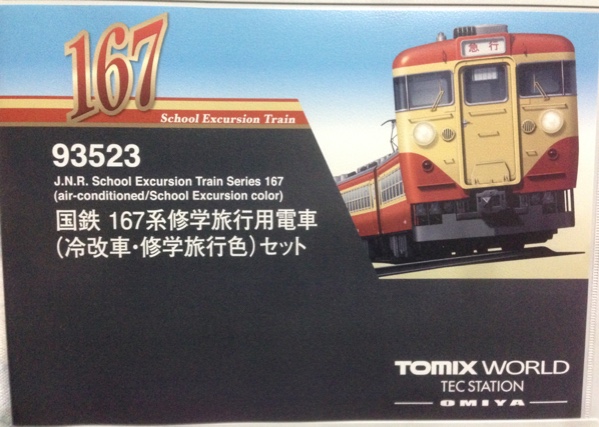 167
School Excursion Train
急行
93523
J.N.R. School Excursion Train Series 167
(air-conditioned/School Excursion color)
国鉄 167系修学旅行用電車
(冷改車・修学旅行色)セット
TOMIX WORLD
TEC STATION
OMIYA